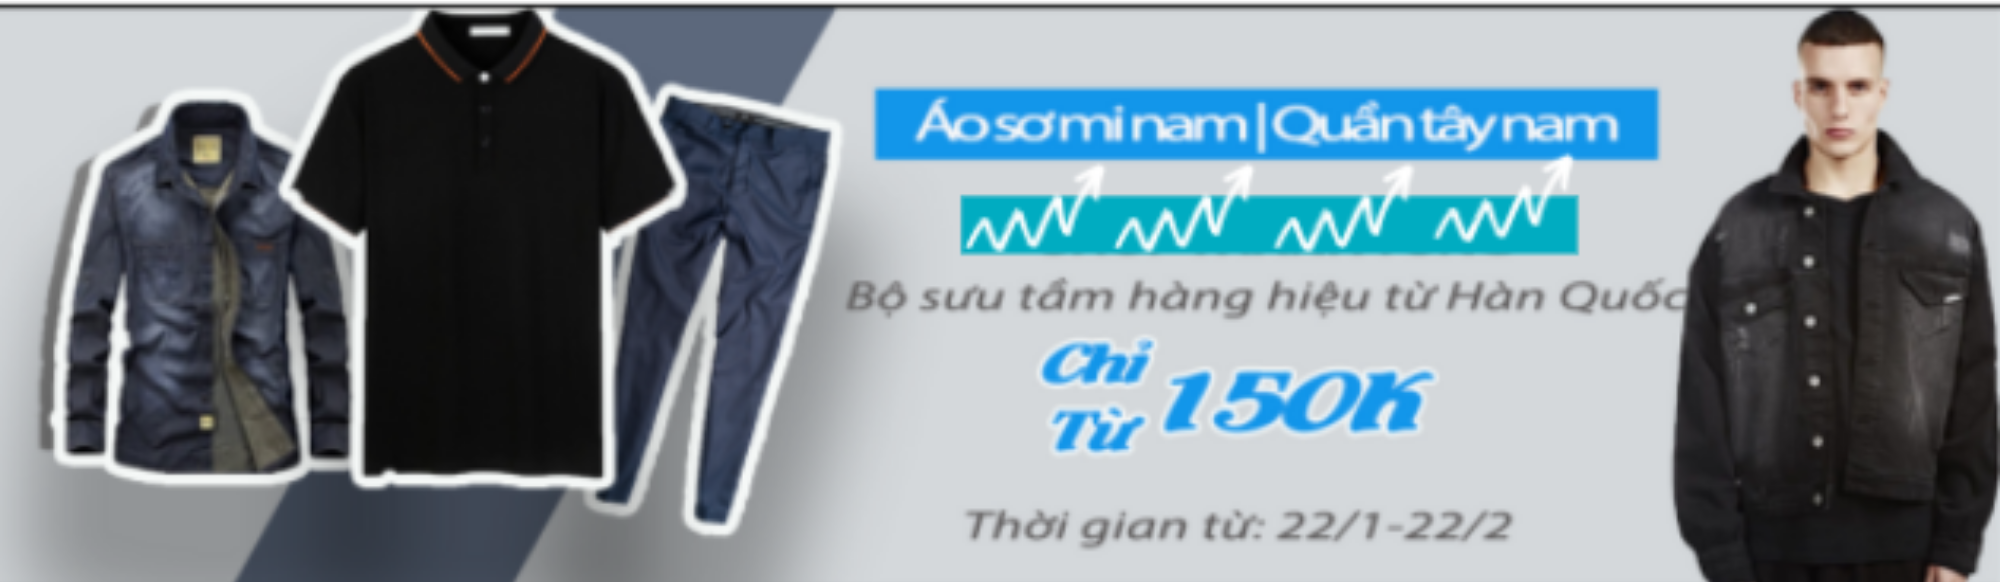 Áo sơ mi nam | Quần tây nam
Bộ sưu tầm hàng hiệu từ Hàn Quốc
Chỉ
Từ 150K
Thời gian từ: 22/1-22/2